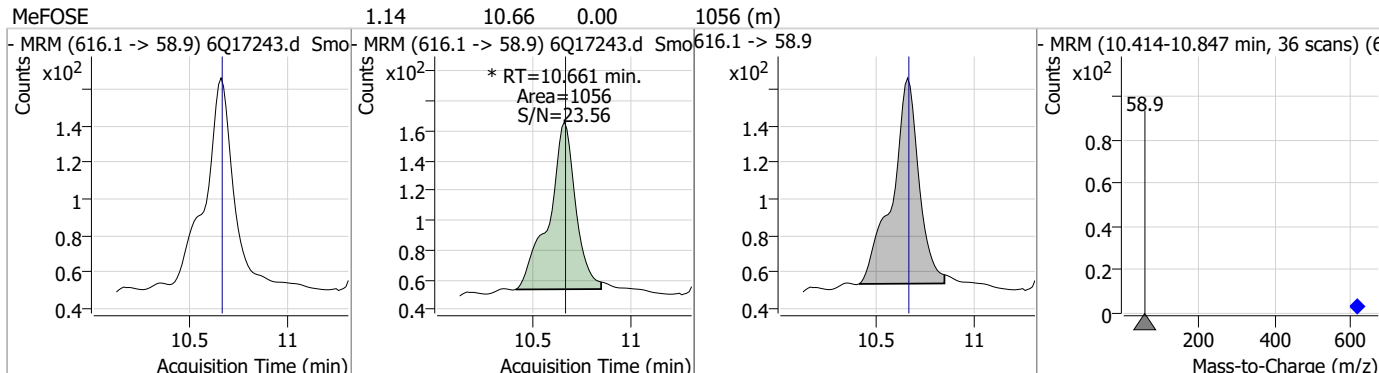 MeFOSE 1.14 10.66 0.00 1056 (m)
- MRM (616.1 -> 58.9) 6Q17243.d Smo
Counts
x10²
1.4
1.2
1
0.8
0.6
0.4
10.5 11
Acquisition Time (min)
- MRM (616.1 -> 58.9) 6Q17243.d Smo
Counts
x10²
* RT=10.661 min.
Area=1056
S/N=23.56
1.6
1.4
1.2
1
0.8
0.6
0.4
10.5 11
Acquisition Time (min)
616.1 -> 58.9
x10²
1.4
1.2
1
0.8
0.6
0.4
10.5 11
- MRM (10.414-10.847 min, 36 scans) (6
Counts
x10²
58.9
0.8
0.6
0.4
0.2
0
200 400 600
Mass-to-Charge (m/z)